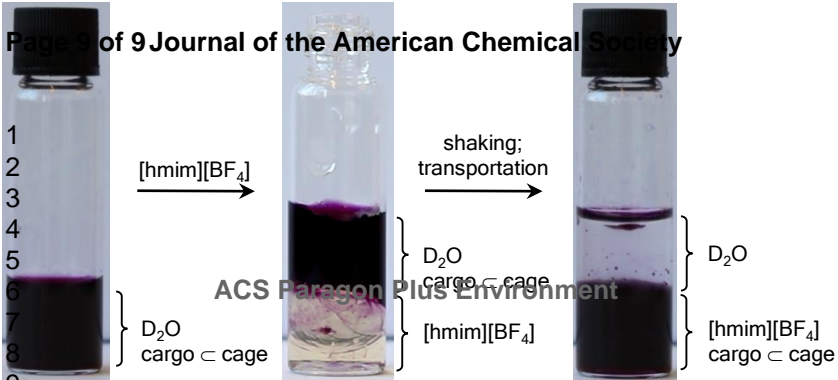 Page 9 of 9 Journal of the American Chemical Society
1
2
3
4
5
6
7
8
[hmim][BF₄]
shaking;
transportation
D₂O
cargo ⊂ cage
D₂O
cargo ⊂ cage
[hmim][BF₄]
D₂O
[hmim][BF₄]
cargo ⊂ cage
ACS Paragon Plus Environment